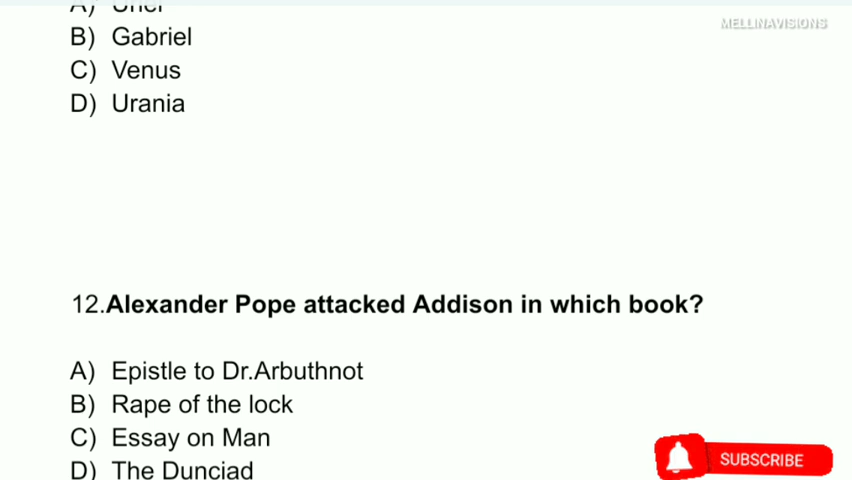 MELLINAVISIONS
B) Gabriel
C) Venus
D) Urania
12.Alexander Pope attacked Addison in which book?
A) Epistle to Dr.Arbuthnot
B) Rape of the lock
C) Essay on Man
D) The Dunciad
SUBSCRIBE